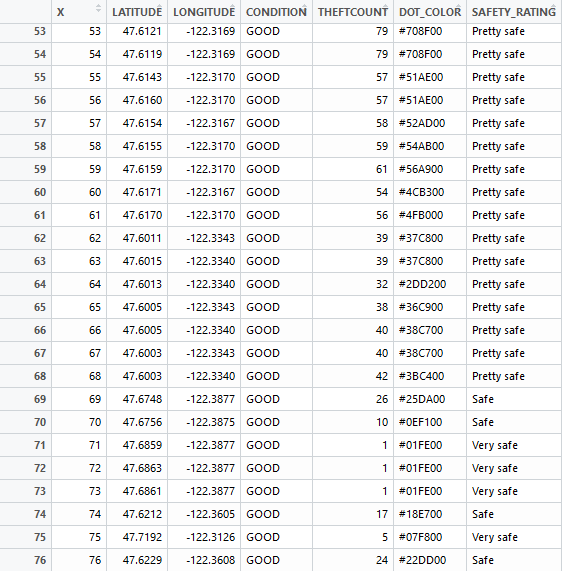 X LATITUDE LONGITUDE CONDITION THEFTCOUNT DOT_COLOR SAFETY_RATING
53 53 47.6121 -122.3169 GOOD 79 #708F00 Pretty safe
54 54 47.6119 -122.3169 GOOD 79 #708F00 Pretty safe
55 55 47.6143 -122.3170 GOOD 57 #51AE00 Pretty safe
56 56 47.6160 -122.3170 GOOD 57 #51AE00 Pretty safe
57 57 47.6154 -122.3167 GOOD 58 #52AD00 Pretty safe
58 58 47.6155 -122.3170 GOOD 59 #54AB00 Pretty safe
59 59 47.6159 -122.3170 GOOD 61 #56A900 Pretty safe
60 60 47.6171 -122.3167 GOOD 54 #4CB300 Pretty safe
61 61 47.6170 -122.3170 GOOD 56 #4FB000 Pretty safe
62 62 47.6011 -122.3343 GOOD 39 #37C800 Pretty safe
63 63 47.6015 -122.3340 GOOD 39 #37C800 Pretty safe
64 64 47.6013 -122.3340 GOOD 32 #2DD200 Pretty safe
65 65 47.6005 -122.3343 GOOD 38 #36C900 Pretty safe
66 66 47.6005 -122.3340 GOOD 40 #38C700 Pretty safe
67 67 47.6003 -122.3343 GOOD 40 #38C700 Pretty safe
68 68 47.6003 -122.3340 GOOD 42 #3BC400 Pretty safe
69 69 47.6748 -122.3877 GOOD 26 #25DA00 Safe
70 70 47.6756 -122.3875 GOOD 10 #0EF100 Safe
71 71 47.6859 -122.3877 GOOD 1 #01FE00 Very safe
72 72 47.6863 -122.3877 GOOD 1 #01FE00 Very safe
73 73 47.6861 -122.3877 GOOD 1 #01FE00 Very safe
74 74 47.6212 -122.3605 GOOD 17 #18E700 Safe
75 75 47.7192 -122.3126 GOOD 5 #07F800 Very safe
76 76 47.6229 -122.3608 GOOD 24 #22DD00 Safe